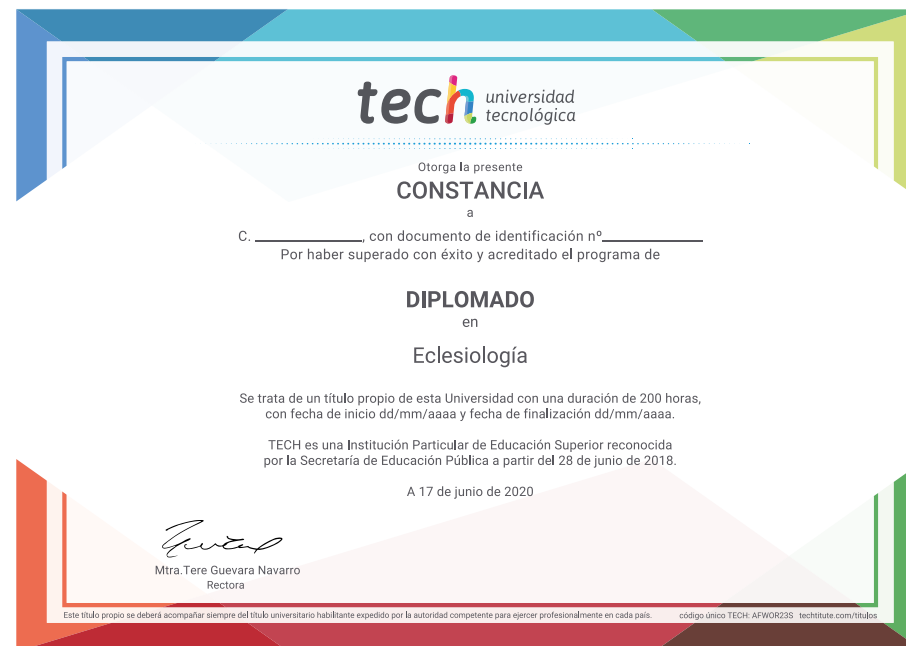 tech universidad
tecnológica
Otorga la presente
CONSTANCIA
a
C. ____________, con documento de identificación nº____________
Por haber superado con éxito y acreditado el programa de
DIPLOMADO
en
Eclesiología
Se trata de un título propio de esta Universidad con una duración de 200 horas,
con fecha de inicio dd/mm/aaaa y fecha de finalización dd/mm/aaaa.
TECH es una Institución Particular de Educación Superior reconocida
por la Secretaría de Educación Pública a partir del 28 de junio de 2018.
A 17 de junio de 2020
Mtra.Tere Guevara Navarro
Rectora
Este título propio se deberá acompañar siempre del título universitario habilitante expedido por la autoridad competente para ejercer profesionalmente en cada país. código único TECH: AFWOR23S techtitute.com/títulos